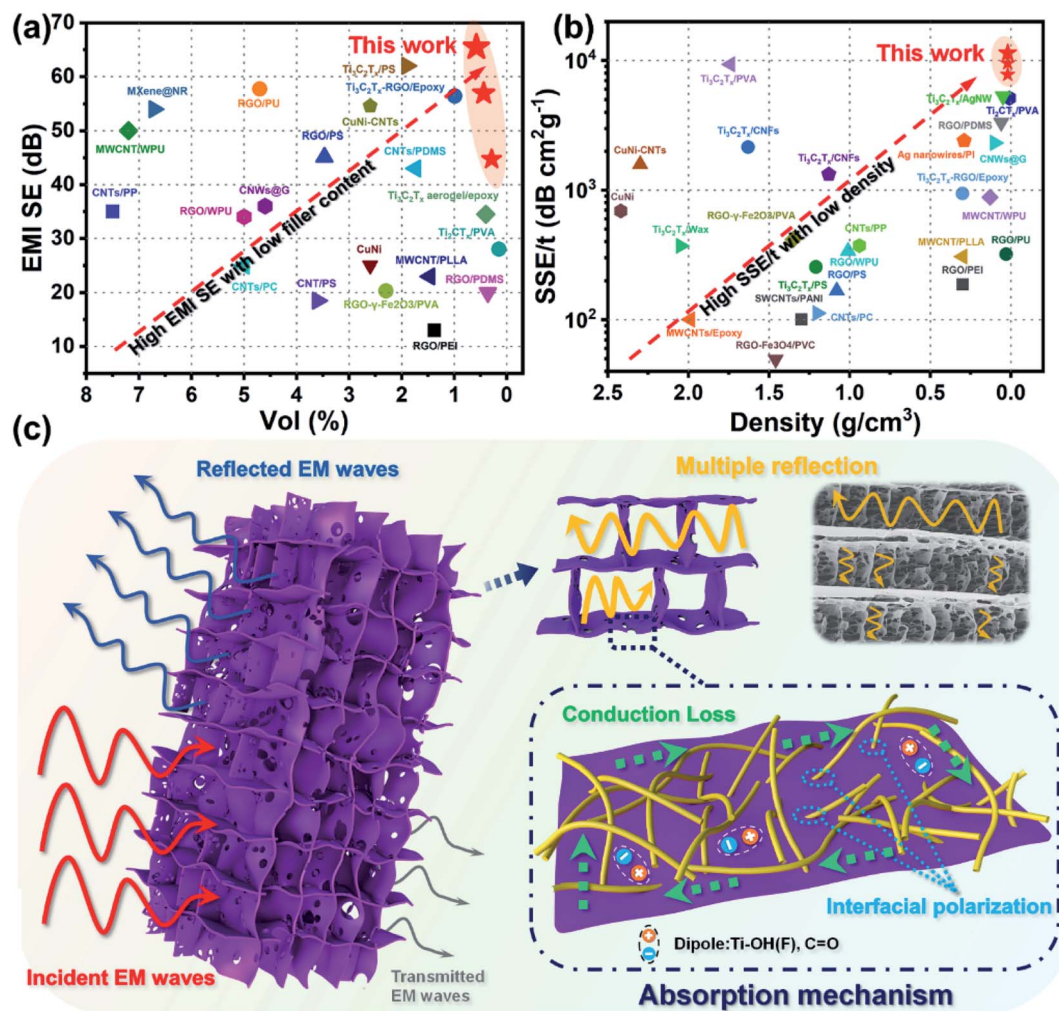 (a)
EMI SE (dB)
70
60
50
40
30
20
10
This work
Ti₃C₂Tₓ/PS
MXene@NR
RGO/PU
Ti₃C₂Tₓ-RGO/Epoxy
CuNi-CNTs
MWCNT/WPU
RGO/PS
CNTs/PDMS
CNTs/PP
CNWs@G
Ti₃C₂Tₓ aerogel/epoxy
RGO/WPU
Ti₃CTₓ/PVA
CuNi
MWCNT/PLLA
CNTs/PC
CNT/PS
RGO/PDMS
RGO-γ-Fe2O3/PVA
RGO/PEI
High EMI SE with low filler content
8 7 6 5 4 3 2 1 0
Vol (%)
(b)
SSE/t (dB cm²g⁻¹)
10⁴
10³
10²
This work
Ti₃C₂Tₓ/PVA
Ti₃C₂Tₓ/AgNW
Ti₃CTₓ/PVA
RGO/PDMS
Ti₃C₂Tₓ/CNFs
Ag nanowires/PI
CNWs@G
CuNi-CNTs
Ti₃C₂Tₓ/CNFs
Ti₃C₂Tₓ-RGO/Epoxy
CuNi
MWCNT/WPU
RGO-γ-Fe2O3/PVA
Ti₃C₂Tₓ/Wax
CNTs/PP
MWCNT/PLLA
RGO/PU
RGO/WPU
RGO/PEI
Ti₃C₂Tₓ/PS
RGO/PS
SWCNTs/PANI
CNTs/PC
MWCNTs/Epoxy
RGO-Fe3O4/PVC
High SSE/t with low density
2.5 2.0 1.5 1.0 0.5 0.0
Density (g/cm³)
(c)
Reflected EM waves
Multiple reflection
Conduction Loss
Interfacial polarization
Dipole:Ti-OH(F), C=O
Incident EM waves
Transmitted
EM waves
Absorption mechanism